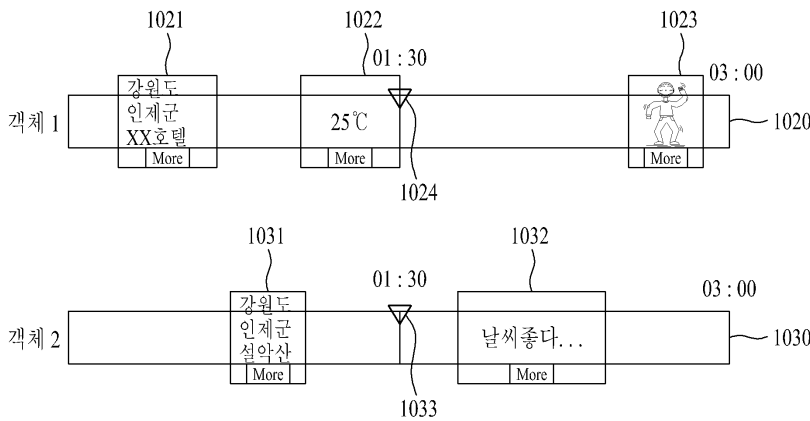 1021
1022
1023
01 : 30
03 : 00
강원도
인제군
XX호텔
More
25℃
More
More
객체 1
1020
1024
1031
1032
01 : 30
03 : 00
강원도
인제군
설악산
More
날씨좋다...
More
객체 2
1030
1033